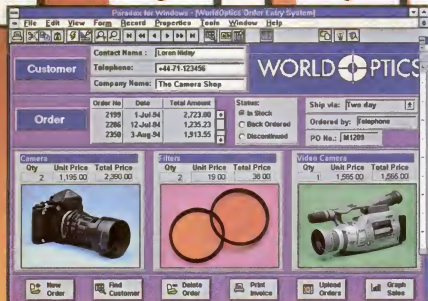 Paradox for Windows - [WorldOptics Order Entry System]
File Edit View Form Record Properties Tools Window Help
Contact Name : Loren Hiday
Customer
Telephone: +44-71-123456
Company Name: The Camera Shop
WORLD OPTICS
Order
Order No Date Total Amount
2199 1-Jul-94 2,723.00
2286 12-Jul-94 1,235.23
2350 3-Aug-94 1,913.55
Status:
In Stock
Back Ordered
Discontinued
Ship via: Two day
Ordered by: Telephone
PO No.: M1289
Camera
Qty Unit Price Total Price
2 1,195.00 2,390.00
Filters
Qty Unit Price Total Price
2 19.00 38.00
Video Camera
Qty Unit Price Total Price
1 1,565.00 1,565.00
New Order
Find Customer
Delete Order
Print Invoice
Upload Orders
Graph Sales